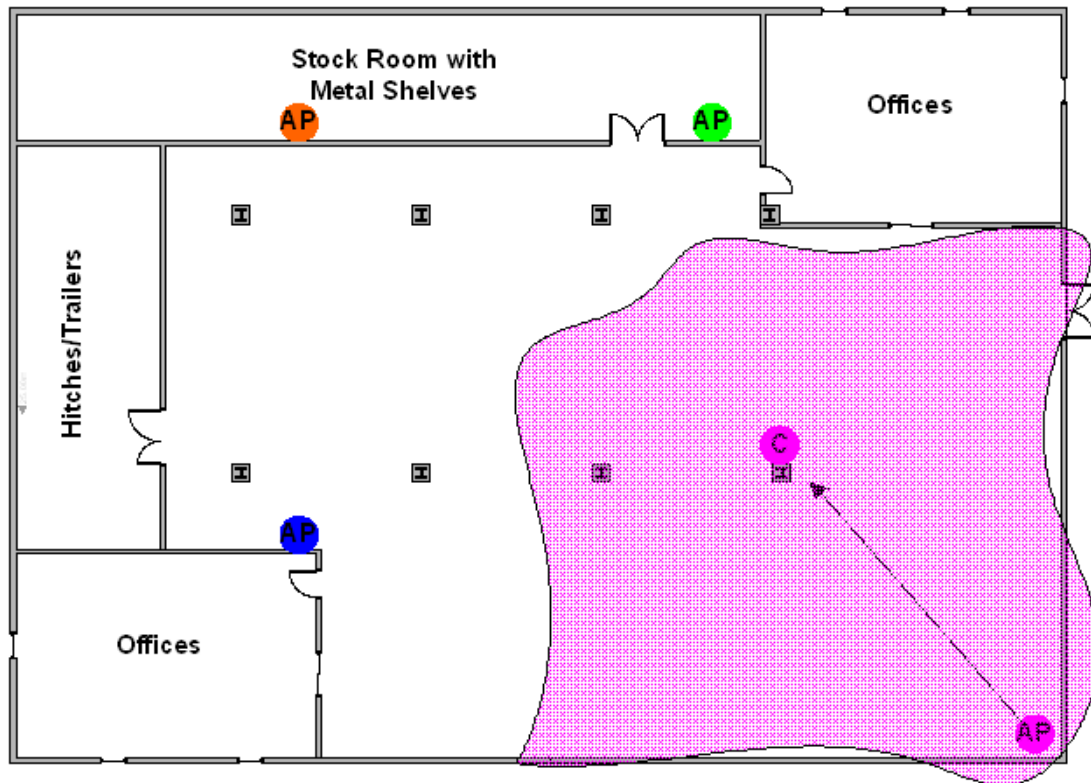 Stock Room with
Metal Shelves
Offices
AP
AP
I
I
I
I
Hitches/Trailers
C
I
I
I
I
AP
Offices
AP